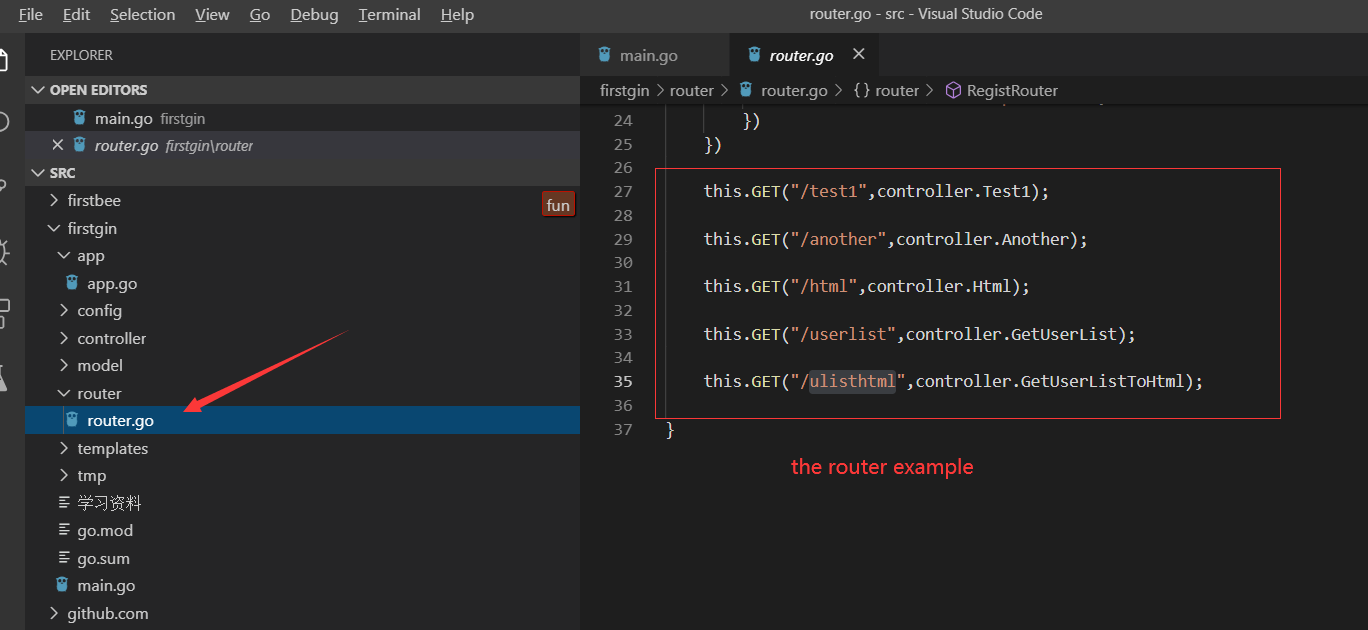 File Edit Selection View Go Debug Terminal Help
router.go - src - Visual Studio Code
EXPLORER
OPEN EDITORS
main.go firstgin
router.go firstgin\router
SRC
firstbee
fun
firstgin
app
app.go
config
controller
model
router
router.go
templates
tmp
学习资料
go.mod
go.sum
main.go
github.com
main.go
router.go
firstgin > router > router.go > {} router > RegistRouter
24 })
25 })
26
27 this.GET("/test1",controller.Test1);
28
29 this.GET("/another",controller.Another);
30
31 this.GET("/html",controller.Html);
32
33 this.GET("/userlist",controller.GetUserList);
34
35 this.GET("/ulisthtml",controller.GetUserListToHtml);
36
37 }
the router example